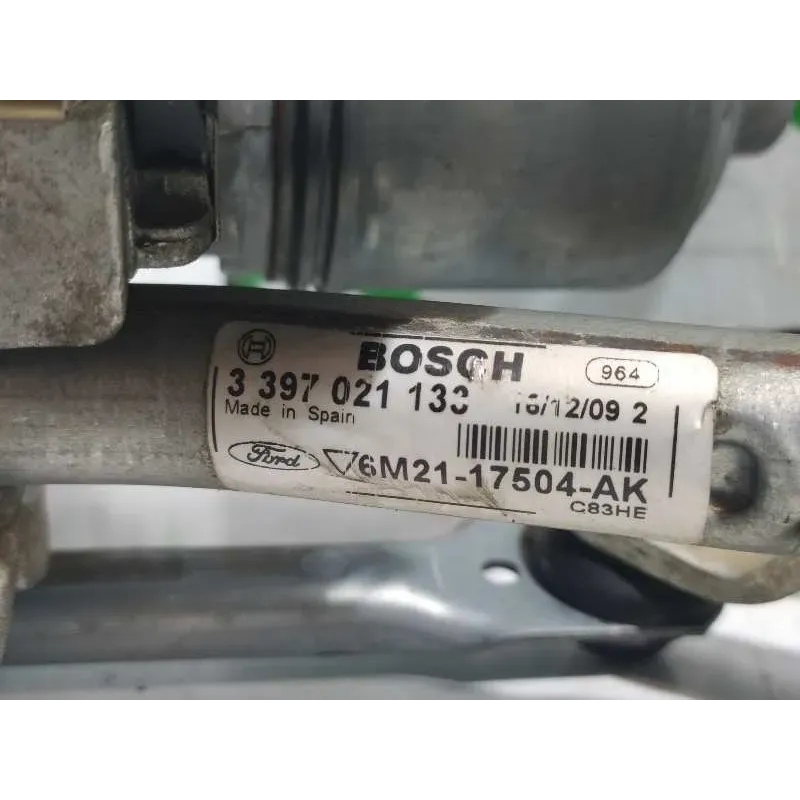 BOSCH
964
3 397 021 133 16/12/09 2
Made in Spain
Ford 6M21-17504-AK
C83HE